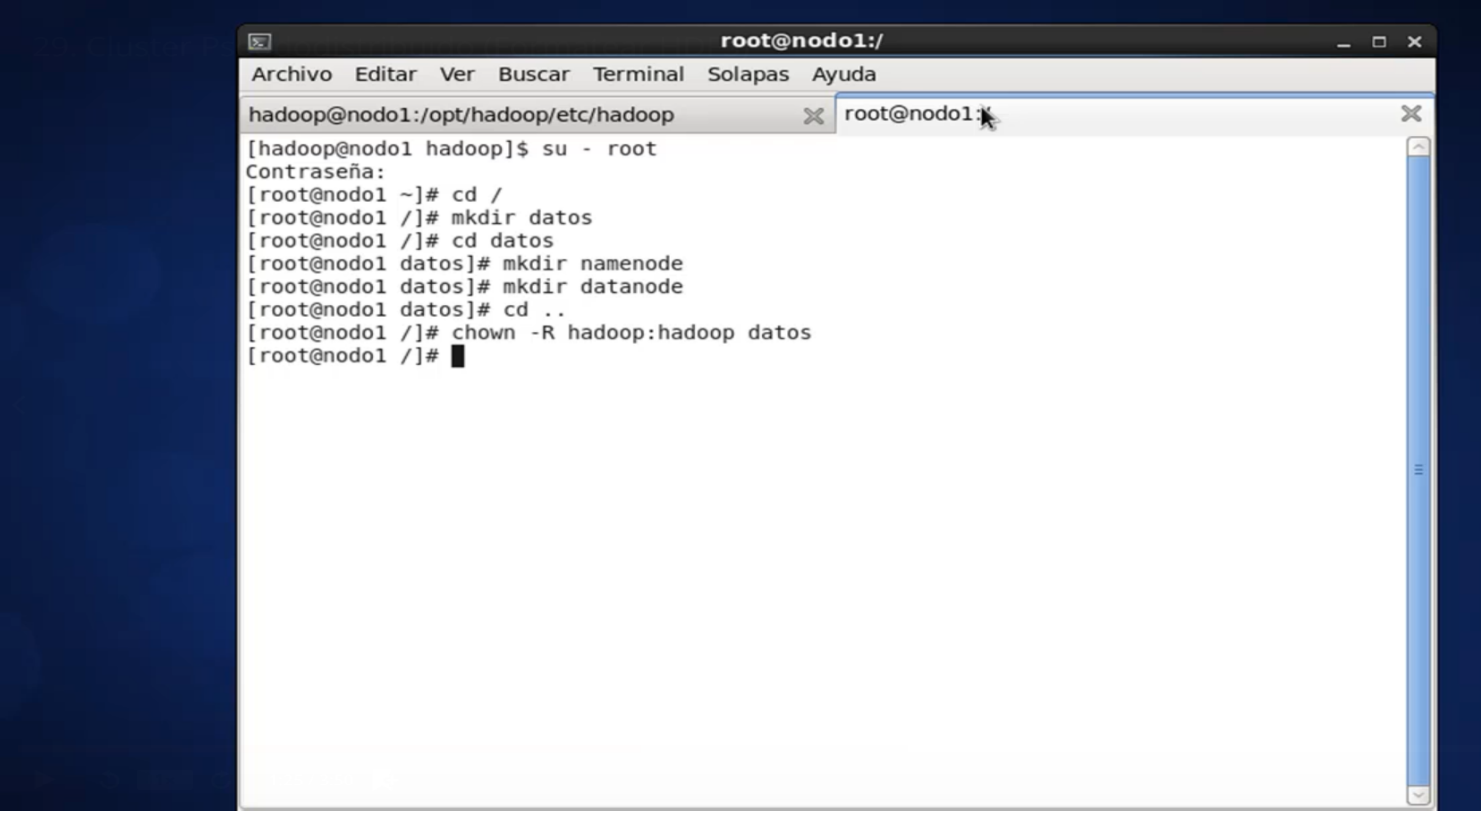 root@nodo1:/
Archivo Editar Ver Buscar Terminal Solapas Ayuda
hadoop@nodo1:/opt/hadoop/etc/hadoop
root@nodo1:
[hadoop@nodo1 hadoop]$ su - root
Contraseña:
[root@nodo1 ~]# cd /
[root@nodo1 /]# mkdir datos
[root@nodo1 /]# cd datos
[root@nodo1 datos]# mkdir namenode
[root@nodo1 datos]# mkdir datanode
[root@nodo1 datos]# cd ..
[root@nodo1 /]# chown -R hadoop:hadoop datos
[root@nodo1 /]#